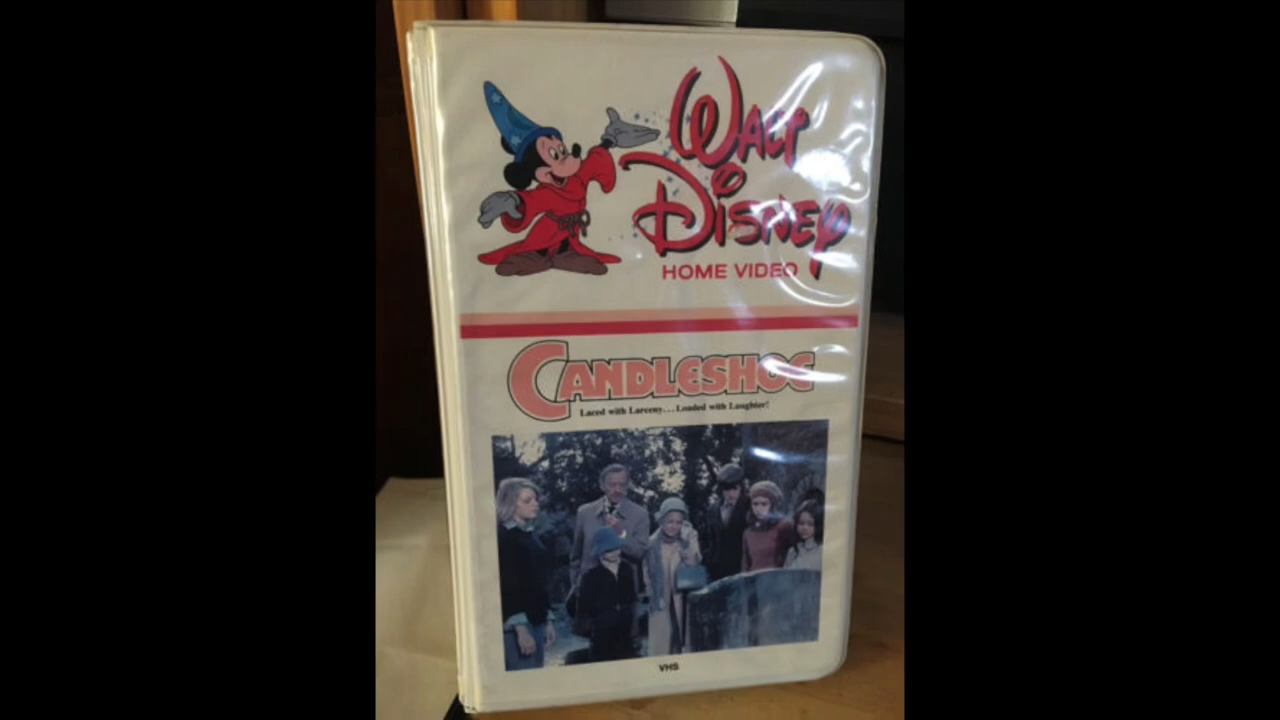 WALT
DISNEY
HOME VIDEO
CANDLESHOE
Laced with Larceny... Loaded with Laughter!
VHS